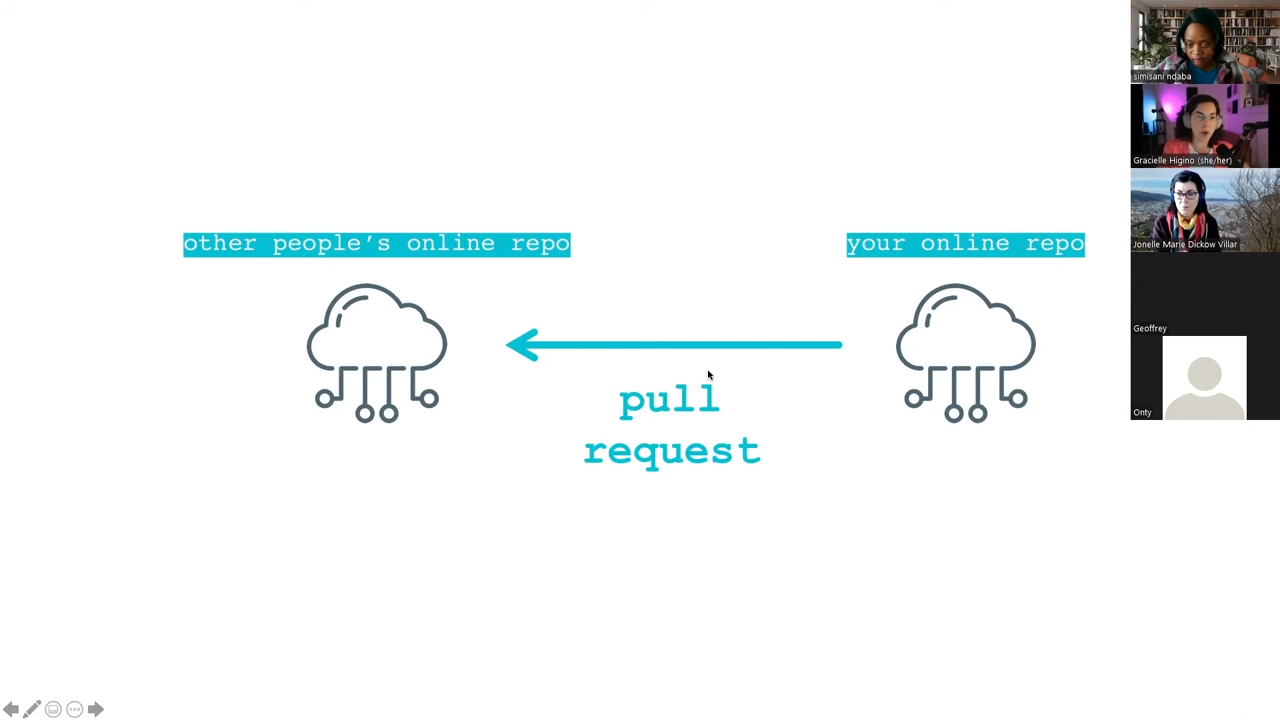 other people’s online repo
your online repo
pull
request
simisani ndaba
Gracielle Higino (she/her)
Jonelle Marie Dickow Villar
Geoffrey
Onty